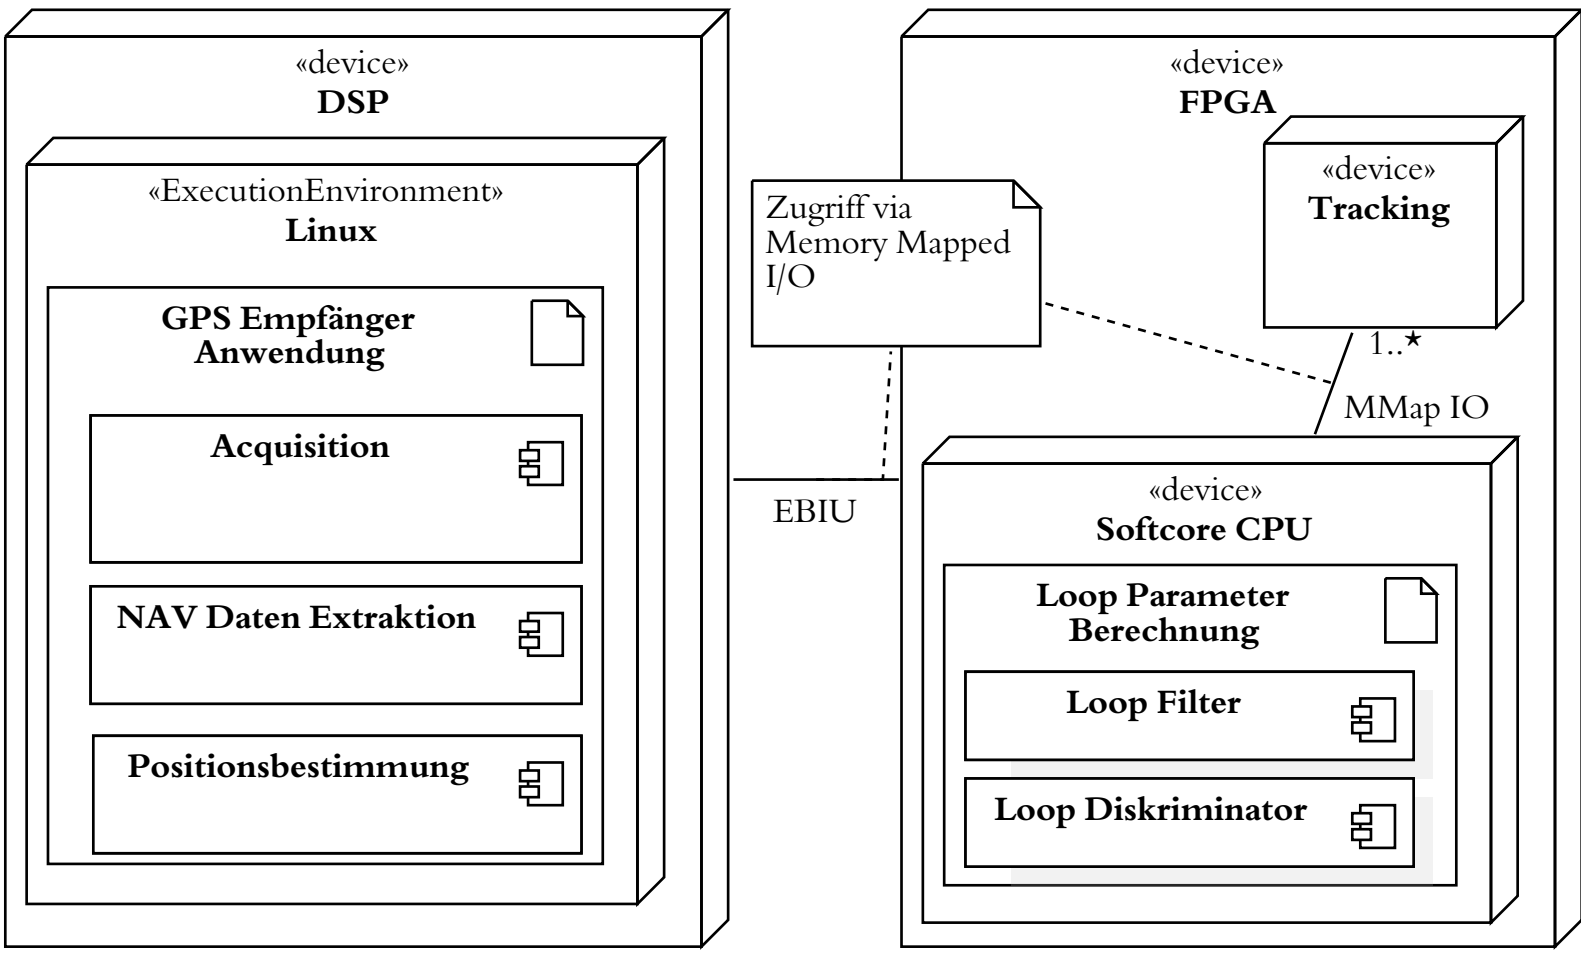 «device»
DSP
«ExecutionEnvironment»
Linux
GPS Empfänger
Anwendung
Acquisition
NAV Daten Extraktion
Positionsbestimmung
Zugriff via
Memory Mapped
I/O
EBIU
«device»
FPGA
«device»
Tracking
1..*
MMap IO
«device»
Softcore CPU
Loop Parameter
Berechnung
Loop Filter
Loop Diskriminator